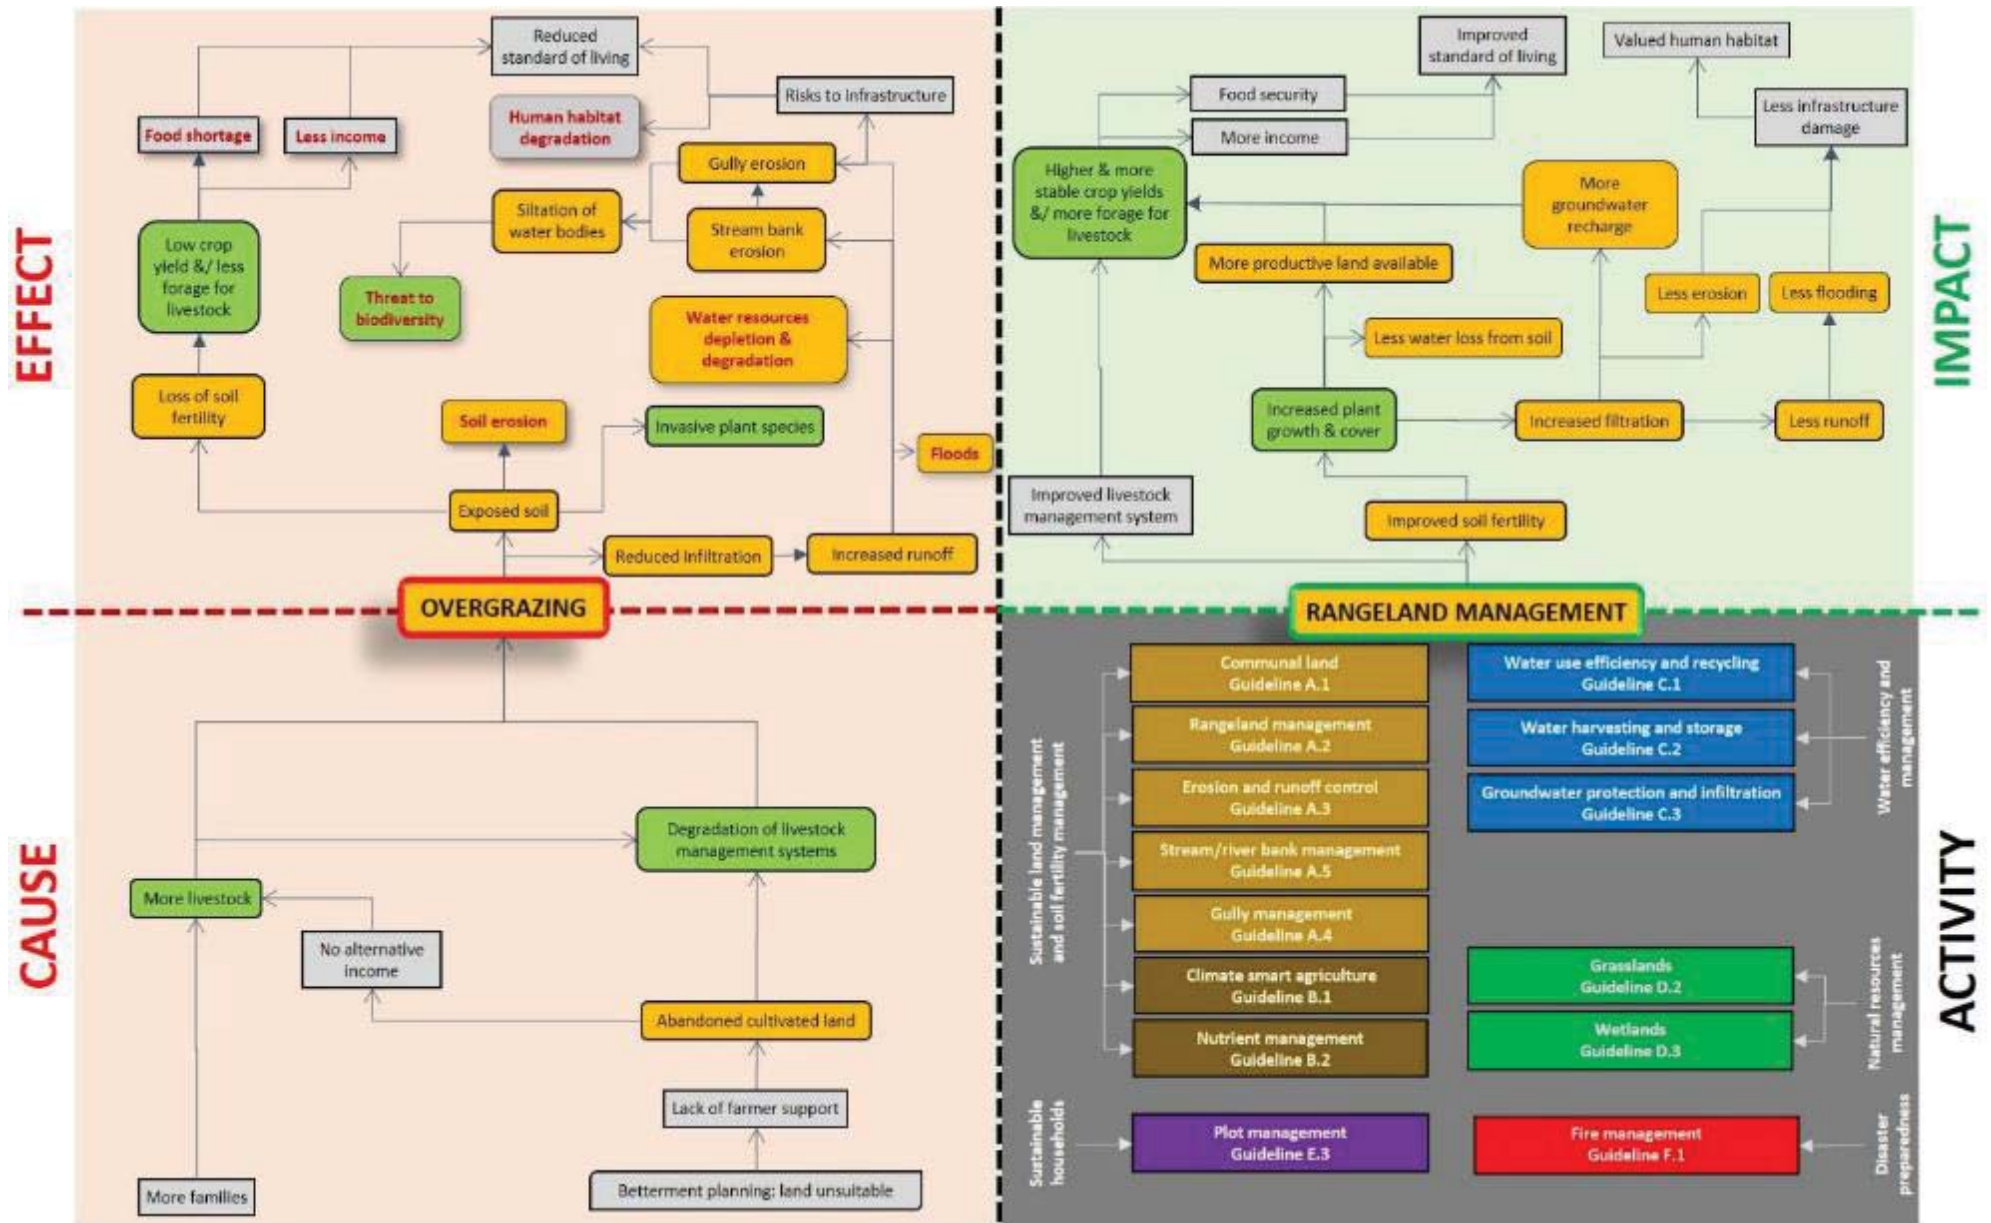 EFFECT
Reduced
standard of living
Risks to infrastructure
Human habitat
degradation
Food shortage
Less income
Gully erosion
Siltation of
water bodies
Stream bank
erosion
Low crop
yield &/ less
forage for
livestock
Threat to
biodiversity
Water resources
depletion &
degradation
Loss of soil
fertility
Soil erosion
Invasive plant species
Floods
Exposed soil
Reduced infiltration
Increased runoff
OVERGRAZING
IMPACT
Improved
standard of living
Valued human habitat
Food security
Less infrastructure
damage
More income
Higher & more
stable crop yields
&/ more forage for
livestock
More
groundwater
recharge
More productive land available
Less erosion
Less flooding
Less water loss from soil
Increased plant
growth & cover
Increased filtration
Less runoff
Improved livestock
management system
Improved soil fertility
RANGELAND MANAGEMENT
CAUSE
Degradation of livestock
management systems
More livestock
No alternative
income
Abandoned cultivated land
Lack of farmer support
Betterment planning: land unsuitable
More families
ACTIVITY
Sustainable land management
and soil fertility management
Communal land
Guideline A.1
Rangeland management
Guideline A.2
Erosion and runoff control
Guideline A.3
Stream/river bank management
Guideline A.5
Gully management
Guideline A.4
Climate smart agriculture
Guideline B.1
Nutrient management
Guideline B.2
Water efficiency and
management
Water use efficiency and recycling
Guideline C.1
Water harvesting and storage
Guideline C.2
Groundwater protection and infiltration
Guideline C.3
Natural resources
management
Grasslands
Guideline D.2
Wetlands
Guideline D.3
Sustainable
households
Plot management
Guideline E.3
Disaster
preparedness
Fire management
Guideline F.1